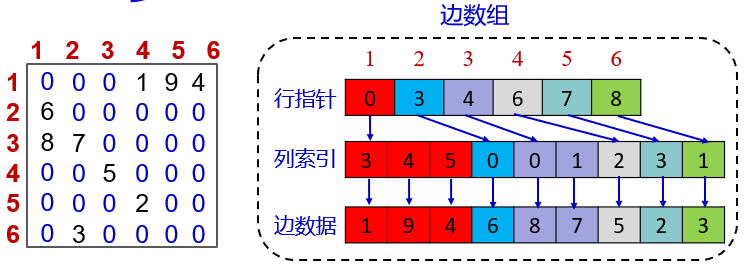 边数组
1 2 3 4 5 6
1 0 0 0 1 9 4
2 6 0 0 0 0 0
3 8 7 0 0 0 0
4 0 0 5 0 0 0
5 0 0 0 2 0 0
6 0 3 0 0 0 0
1 2 3 4 5 6
行指针 0 3 4 6 7 8
列索引 3 4 5 0 0 1 2 3 1
边数据 1 9 4 6 8 7 5 2 3